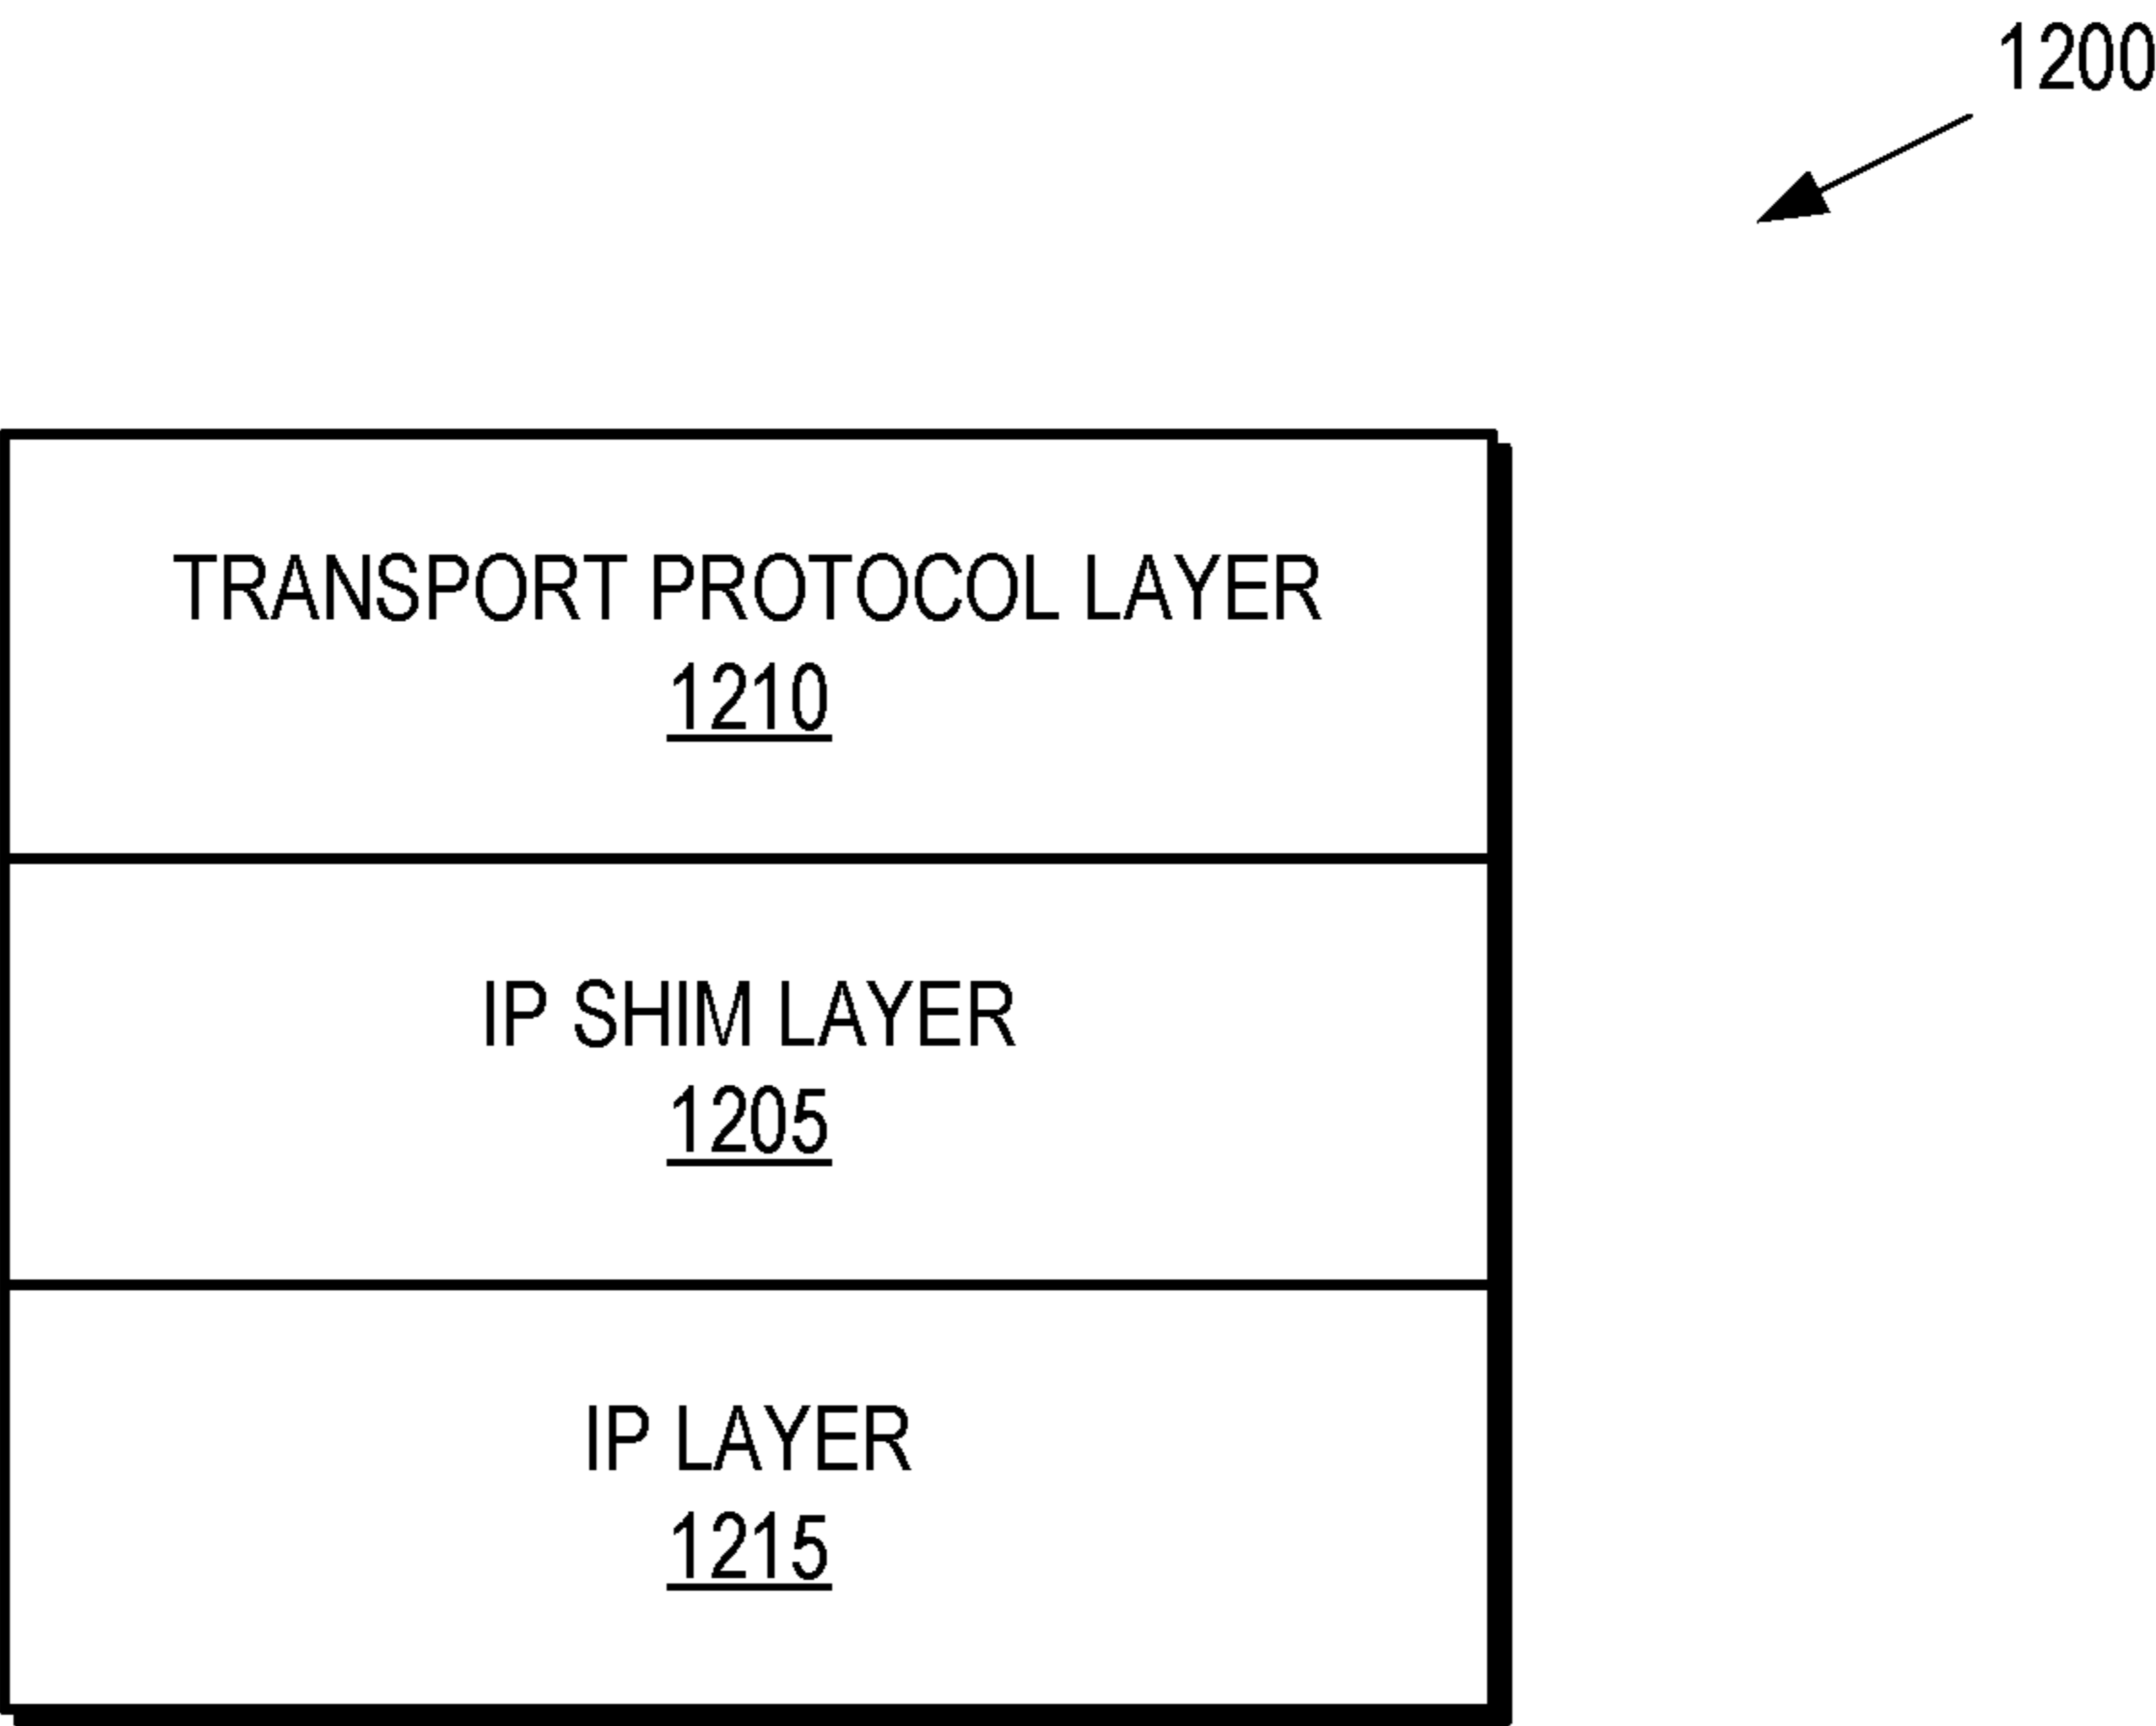 1200
TRANSPORT PROTOCOL LAYER
1210
IP SHIM LAYER
1205
IP LAYER
1215